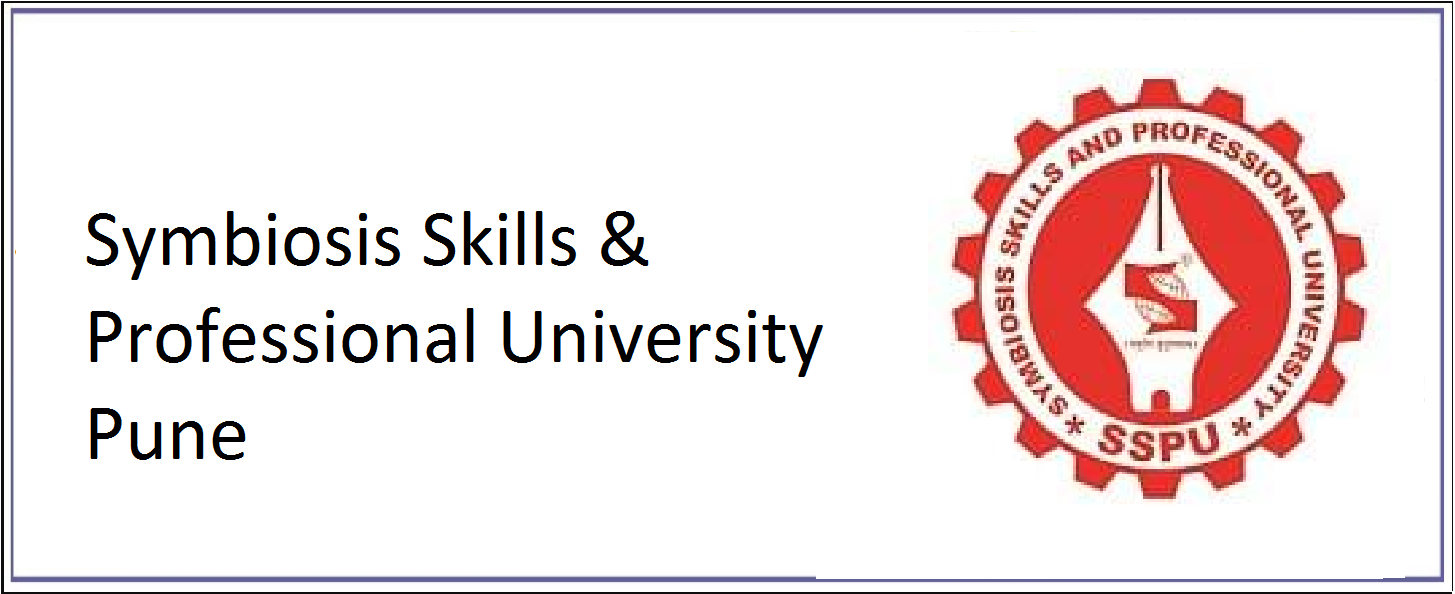 Symbiosis Skills &
Professional University
Pune
SYMBIOSIS SKILLS AND PROFESSIONAL UNIVERSITY
* SSPU *